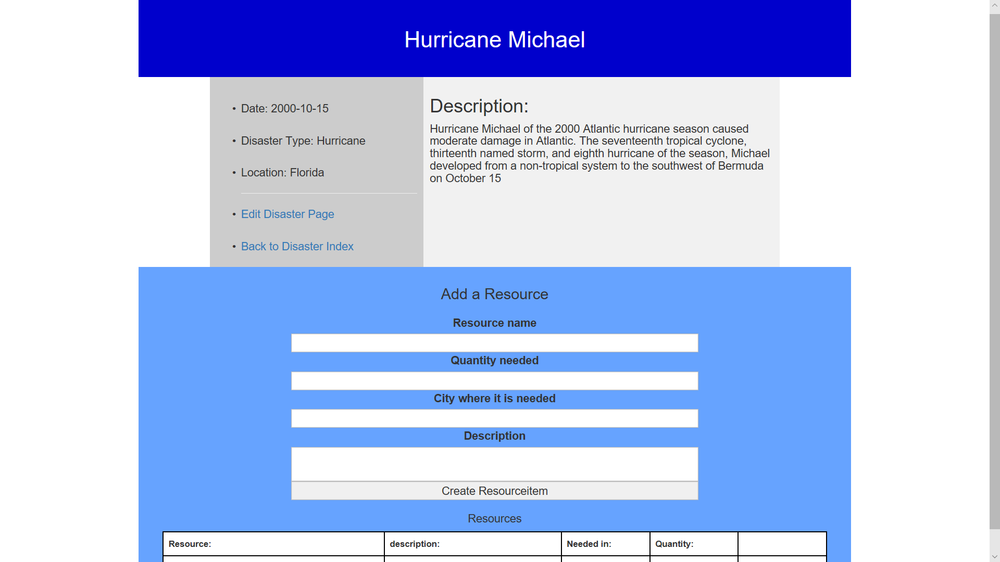 Hurricane Michael
• Date: 2000-10-15
• Disaster Type: Hurricane
• Location: Florida
• Edit Disaster Page
• Back to Disaster Index
Description:
Hurricane Michael of the 2000 Atlantic hurricane season caused
moderate damage in Atlantic. The seventeenth tropical cyclone,
thirteenth named storm, and eighth hurricane of the season, Michael
developed from a non-tropical system to the southwest of Bermuda
on October 15
Add a Resource
Resource name
Quantity needed
City where it is needed
Description
Create Resourceitem
Resources
Resource: description: Needed in: Quantity: